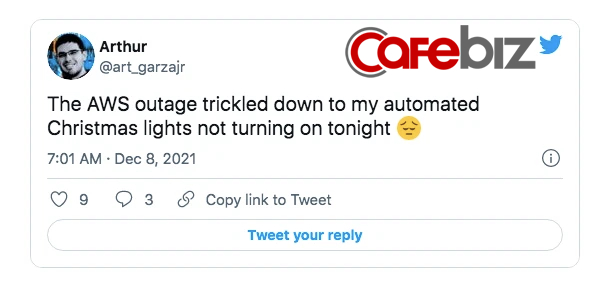 Arthur
@art_garzajr
CAFEBIZ
The AWS outage trickled down to my automated
Christmas lights not turning on tonight 😔
7:01 AM · Dec 8, 2021
9 3 Copy link to Tweet
Tweet your reply